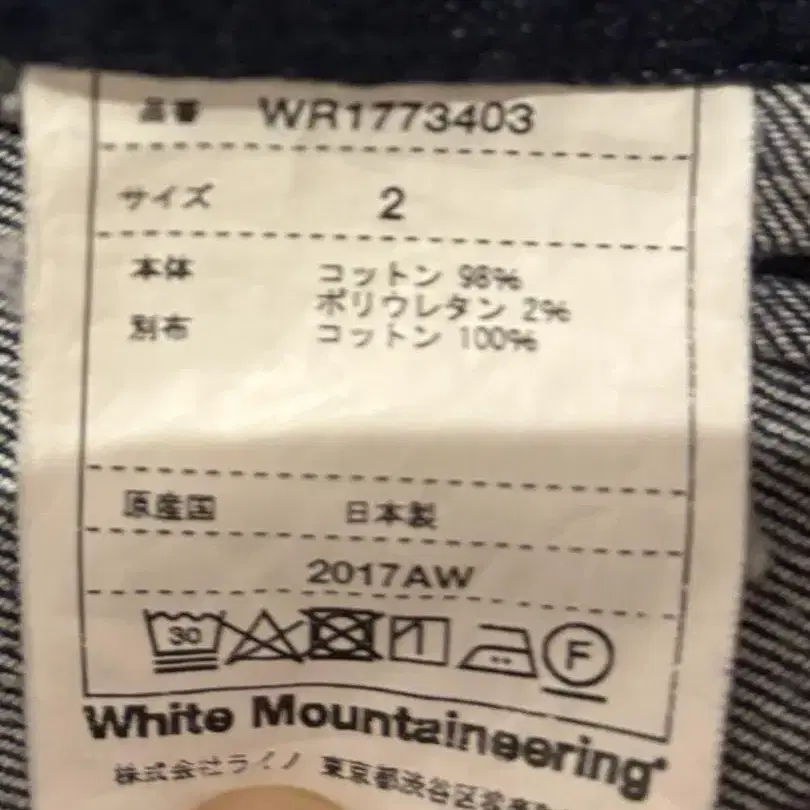 品番 WR1773403
サイズ 2
本体 コットン 98%
ポリウレタン 2%
別布 コットン 100%
原産国 日本製
2017AW
30 F
White Mountaineering
株式会社ライノ 東京都渋谷区